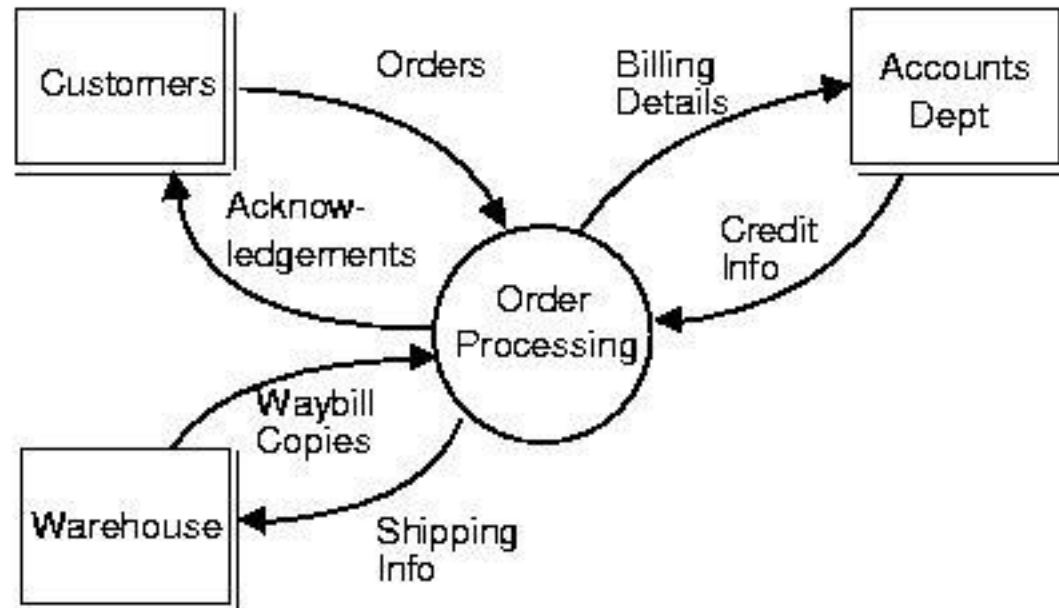 Customers
Orders
Billing
Details
Accounts
Dept
Acknow-
ledgements
Credit
Info
Order
Processing
Waybill
Copies
Warehouse
Shipping
Info